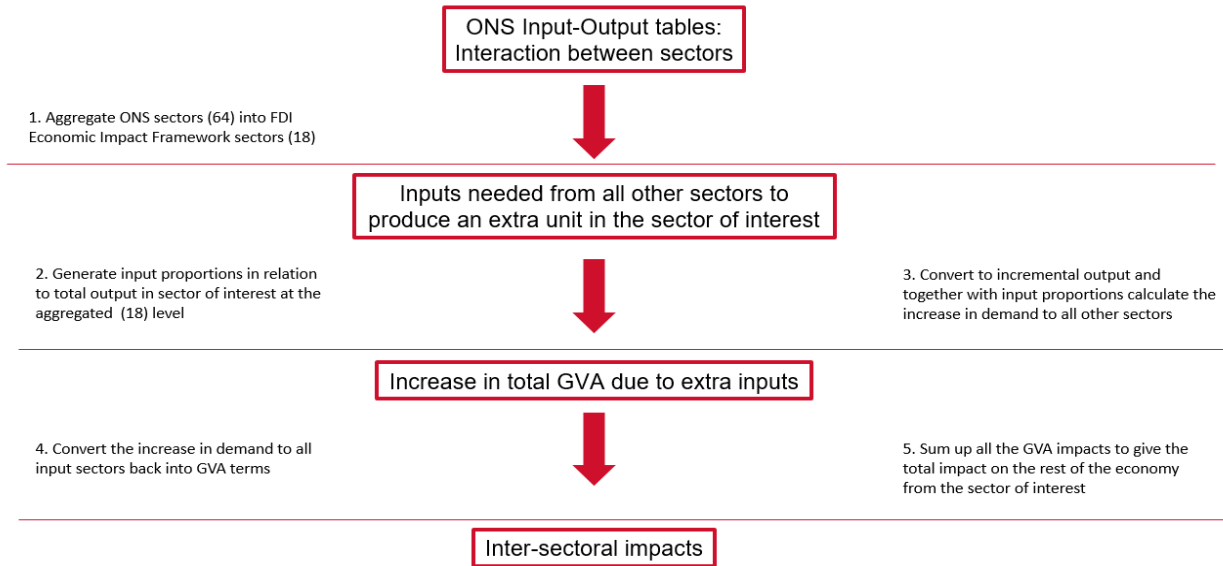 ONS Input-Output tables:
Interaction between sectors
1. Aggregate ONS sectors (64) into FDI
Economic Impact Framework sectors (18)
Inputs needed from all other sectors to
produce an extra unit in the sector of interest
2. Generate input proportions in relation
to total output in sector of interest at the
aggregated (18) level
3. Convert to incremental output and
together with input proportions calculate the
increase in demand to all other sectors
Increase in total GVA due to extra inputs
4. Convert the increase in demand to all
input sectors back into GVA terms
5. Sum up all the GVA impacts to give the
total impact on the rest of the economy
from the sector of interest
Inter-sectoral impacts